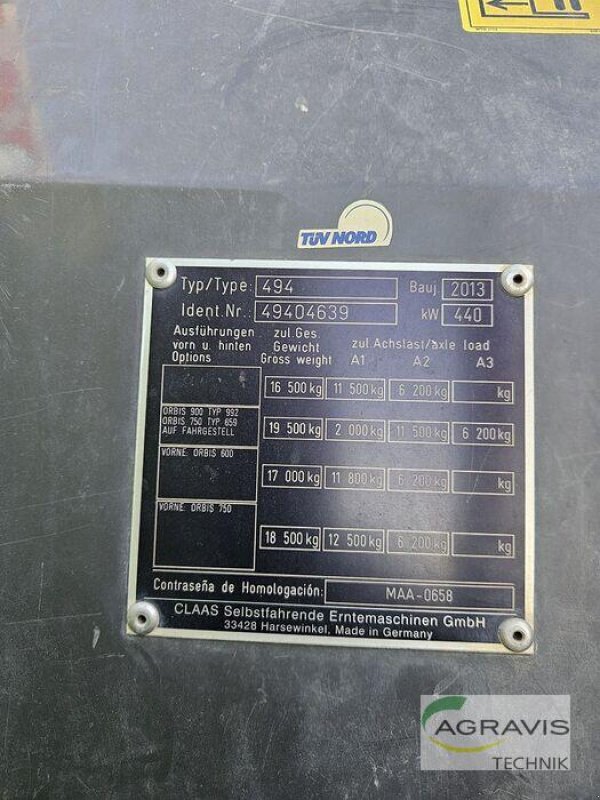 TÜV NORD
Typ/Type: 494 Bauj. 2013
Ident.Nr.: 49404639 kW 440
Ausführungen vorn u. hinten Options
zul. Ges. Gewicht Gross weight
zul. Achslast/axle load
A1 A2 A3
16 500 kg 11 500 kg 6 200 kg kg
ORBIS 900 TYP 992
ORBIS 750 TYP 859
AUF FAHRGESTELL
19 500 kg 2 000 kg 11 500 kg 6 200 kg
VORNE: ORBIS 600
17 000 kg 11 800 kg 6 200 kg kg
VORNE: ORBIS 750
18 500 kg 12 500 kg 6 200 kg kg
Contraseña de Homologación: MAA-0658
CLAAS Selbstfahrende Erntemaschinen GmbH
33428 Harsewinkel, Made in Germany
AGRAVIS
TECHNIK